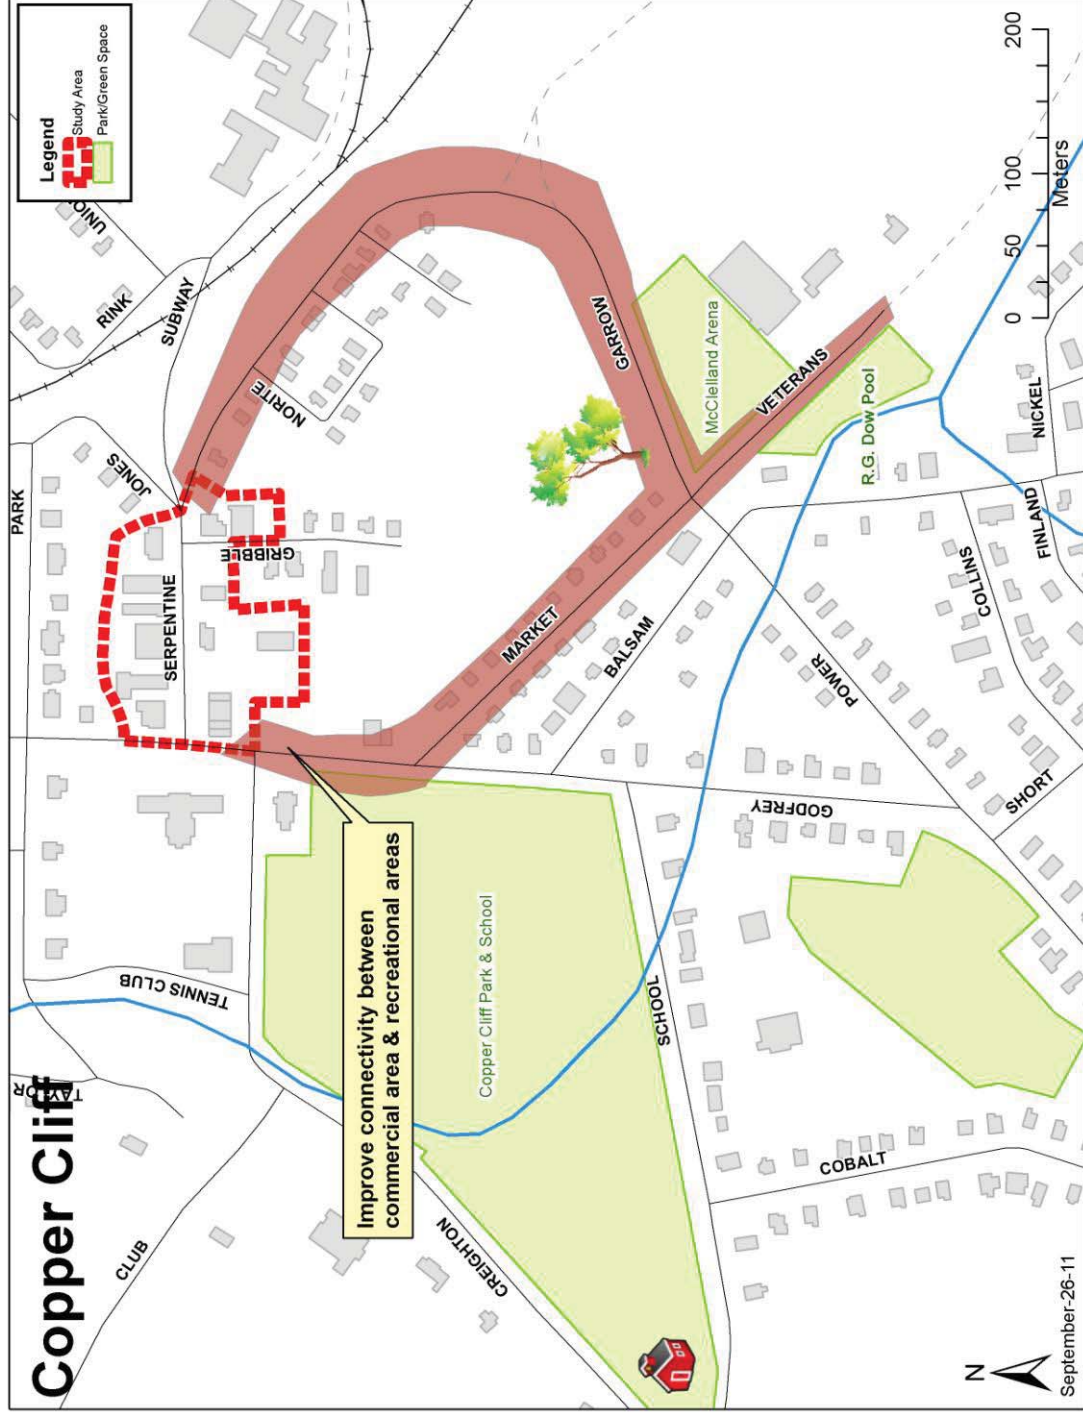 Copper Cliff
Legend
Study Area
Park/Green Space
PARK
UNION
RINK
SUBWAY
JONES
NORITE
SERPENTINE
GRIBBLE
TENNIS CLUB
TAYLOR
CLUB
GARROW
McClelland Arena
VETERANS
MARKET
R.G. Dow Pool
BALSAM
POWER
NICKEL
FINLAND
COLLINS
SHORT
GODFREY
SCHOOL
COBALT
CREIGHTON
Copper Cliff Park & School
Improve connectivity between
commercial area & recreational areas
0 50 100 200
Meters
N
September-26-11